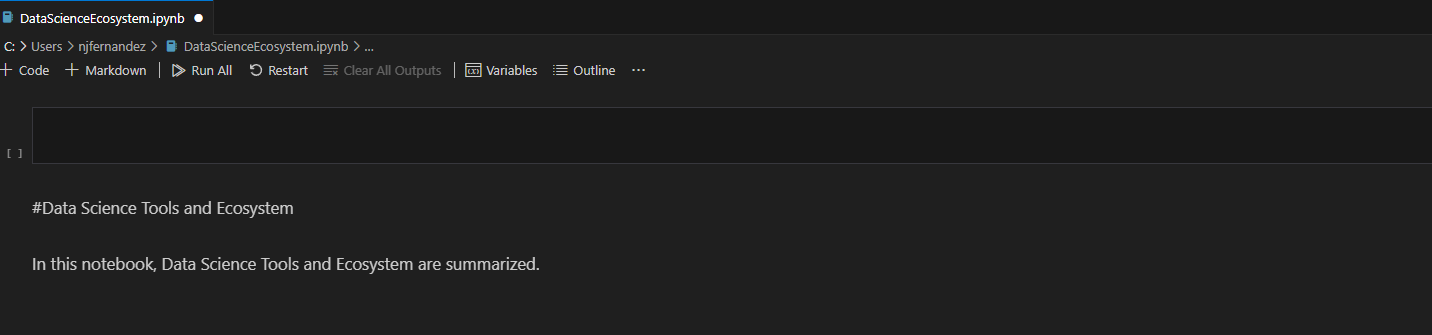 DataScienceEcosystem.ipynb
C: > Users > njfernandez > DataScienceEcosystem.ipynb > ...
+ Code + Markdown | Run All Restart Clear All Outputs | Variables Outline ...
[ ]
#Data Science Tools and Ecosystem
In this notebook, Data Science Tools and Ecosystem are summarized.